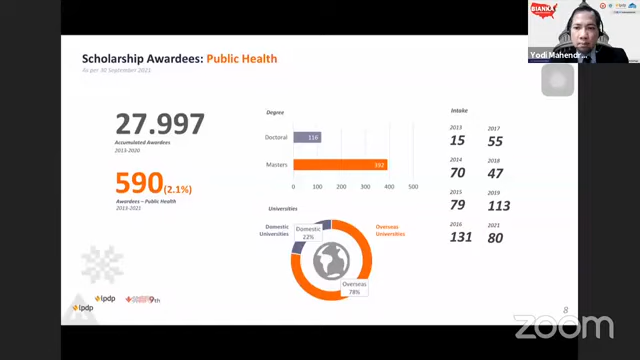 BIANKA
Yodi Mahendr...
Scholarship Awardees: Public Health
As per 30 September 2021
27.997
Accumulated Awardees
2013-2020
590 (2.1%)
Awardees – Public Health
2013-2021
Degree
Doctoral
116
Masters
392
0 100 200 300 400 500
Universities
Domestic
Universities
Domestic
22%
Overseas
Universities
Overseas
78%
Intake
2013 2017
15 55
2014 2018
70 47
2015 2019
79 113
2016 2021
131 80
lpdp lpdp 9th
8
zoom